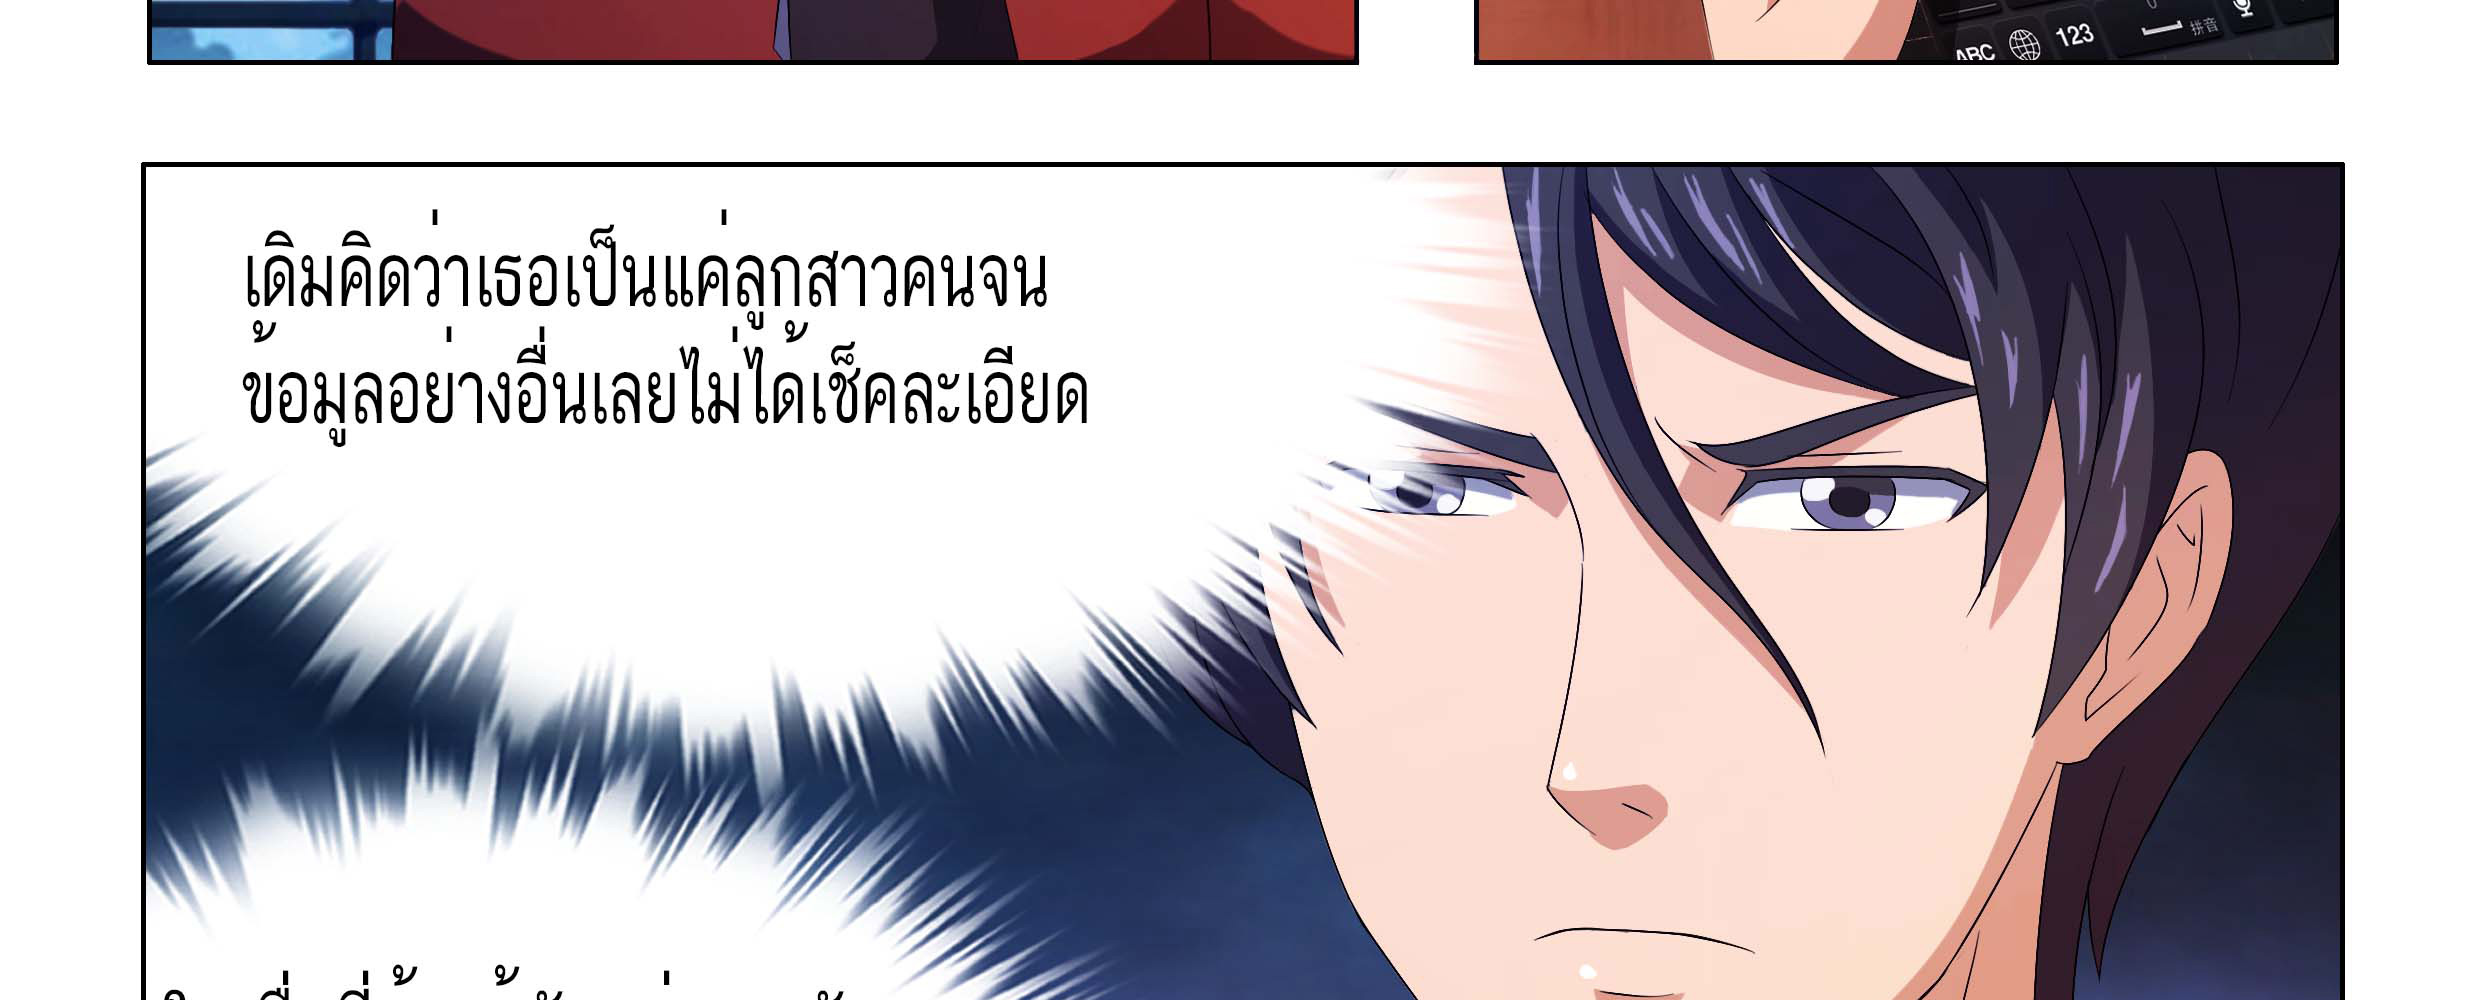 ABC 123 拼音
เดิมคิดว่าเธอเป็นแค่ลูกสาวคนจน
ข้อมูลอย่างอื่นเลยไม่ได้เช็คละเอียด